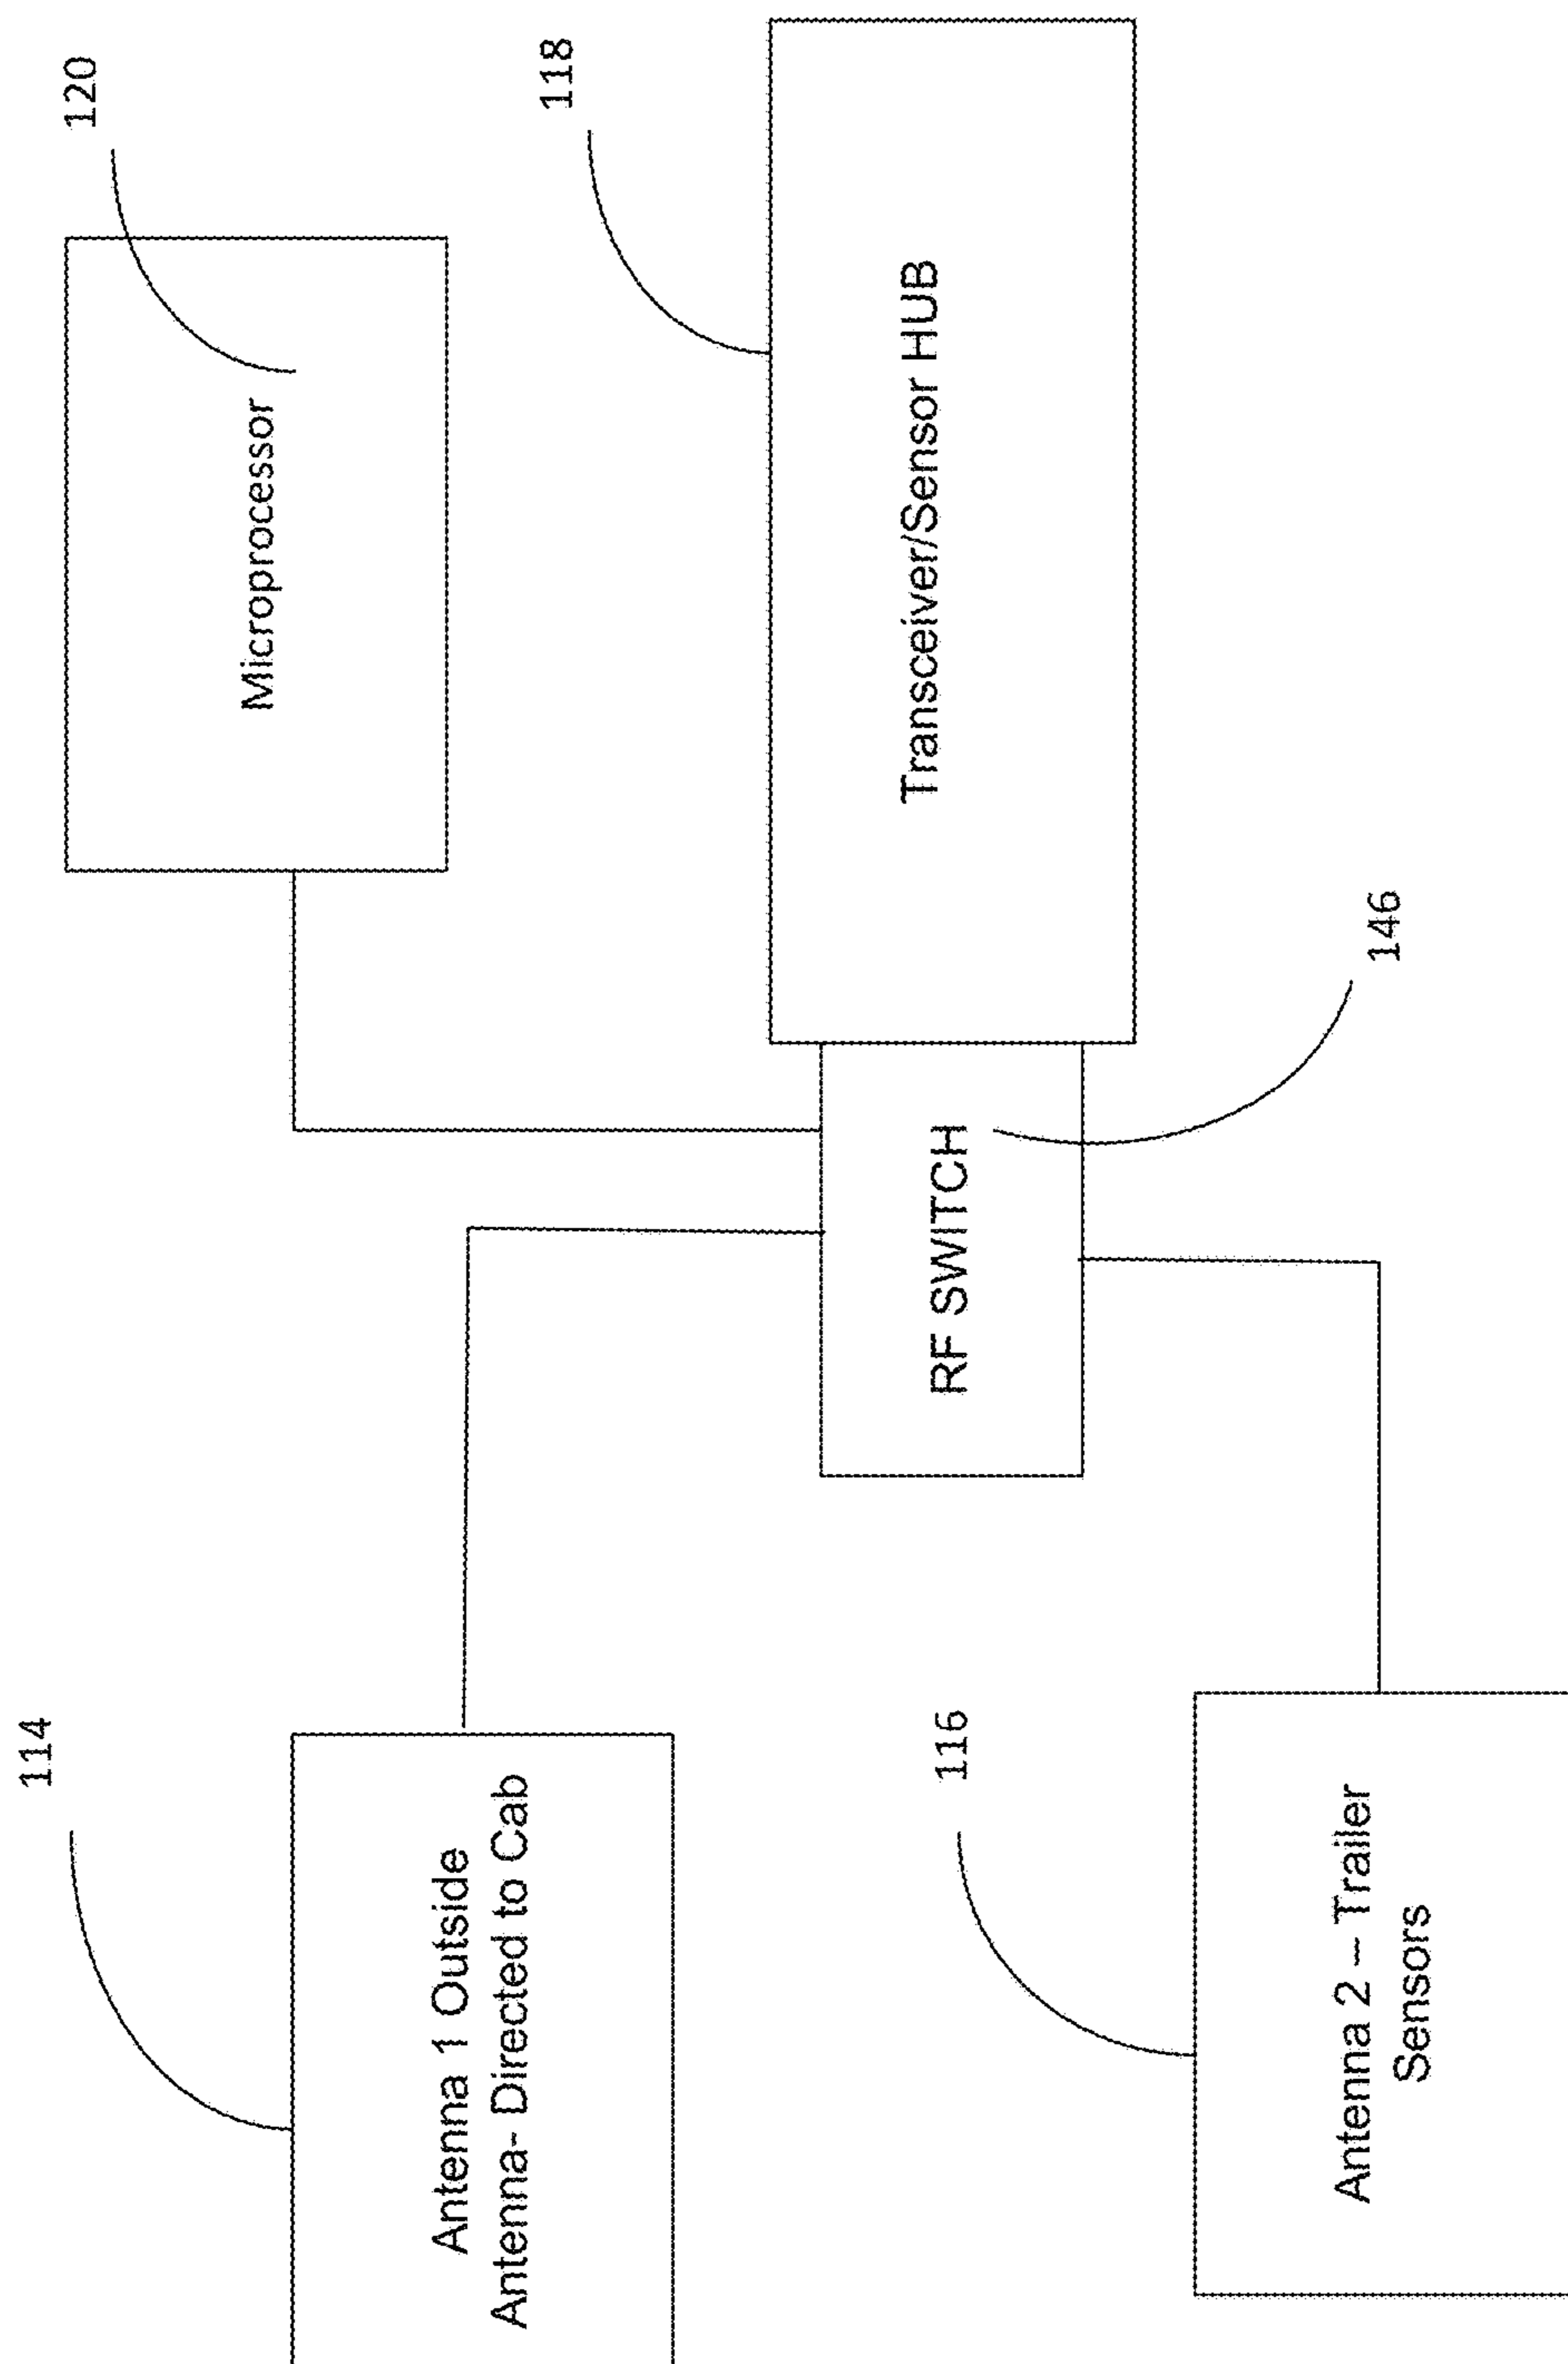 114
Antenna 1 Outside
Antenna- Directed to Cab
120
Microprocessor
118
Transceiver/Sensor HUB
RF SWITCH
146
116
Antenna 2 – Trailer
Sensors